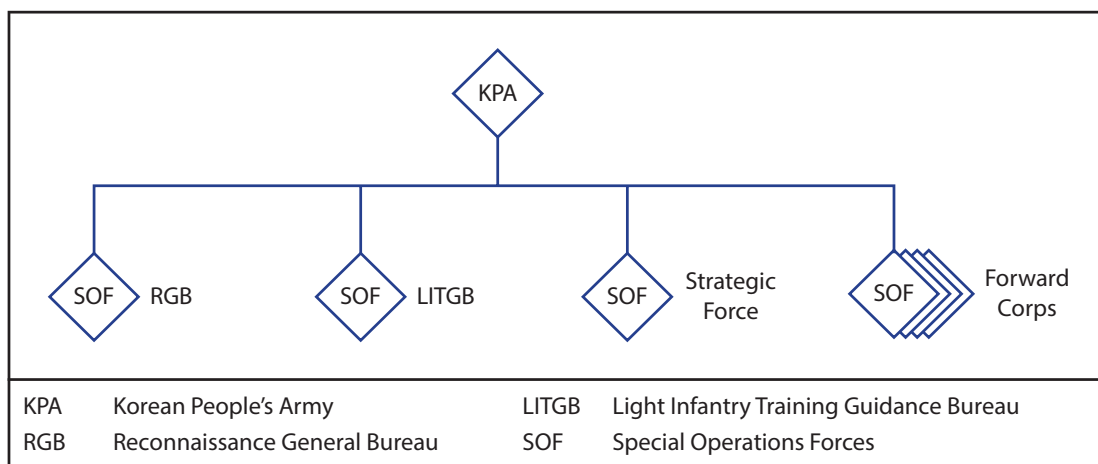 KPA
SOF RGB
SOF LITGB
SOF Strategic
Force
SOF Forward
Corps
KPA Korean People's Army LITGB Light Infantry Training Guidance Bureau
RGB Reconnaissance General Bureau SOF Special Operations Forces